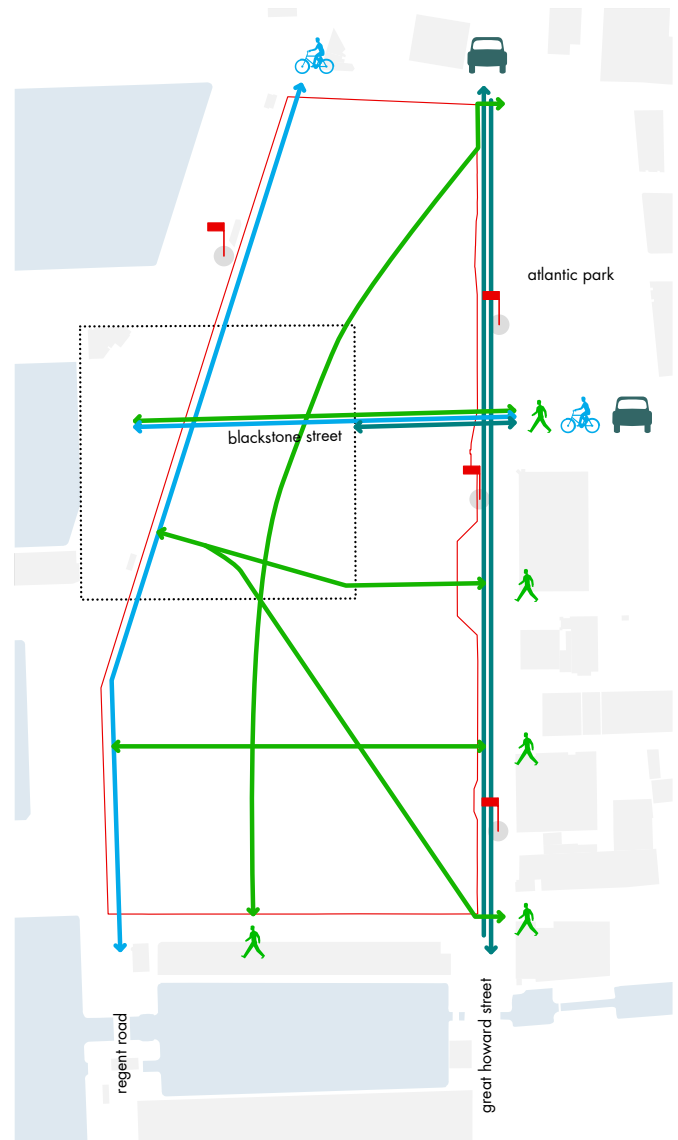 atlantic park
blackstone street
regent road
great howard street